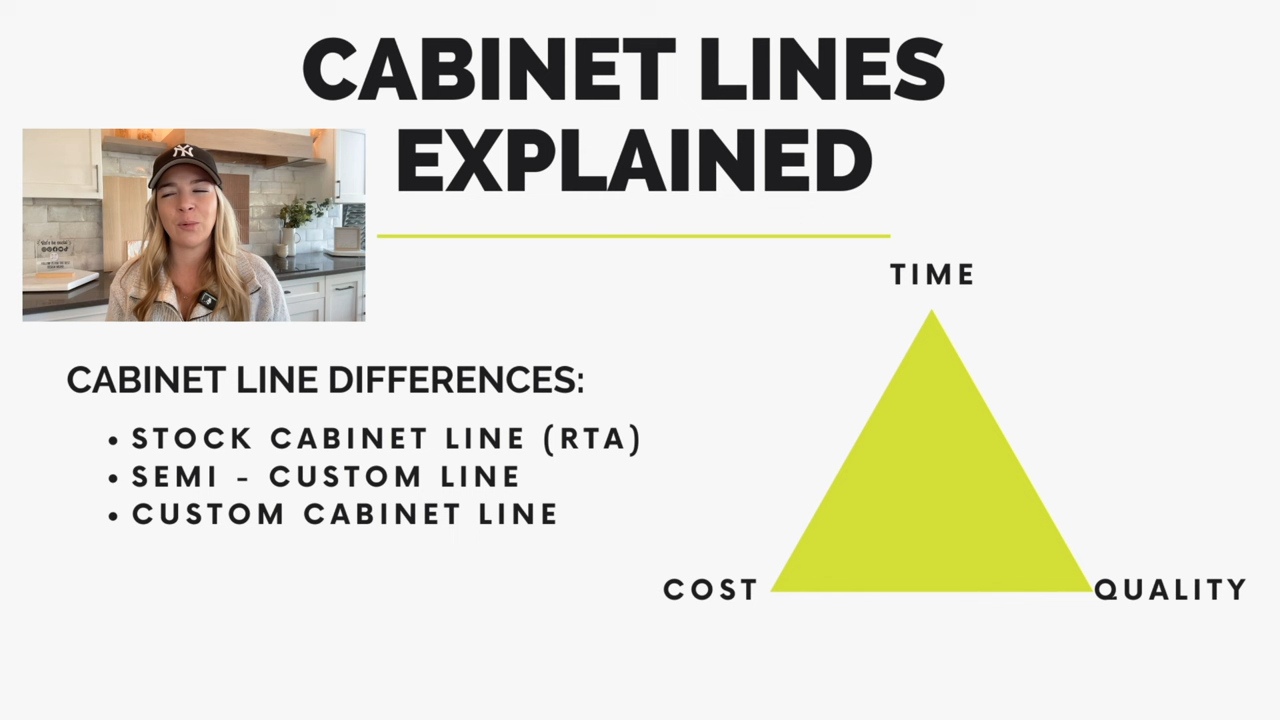 CABINET LINES
EXPLAINED
NY
TIME
CABINET LINE DIFFERENCES:
• STOCK CABINET LINE (RTA)
• SEMI - CUSTOM LINE
• CUSTOM CABINET LINE
COST
QUALITY